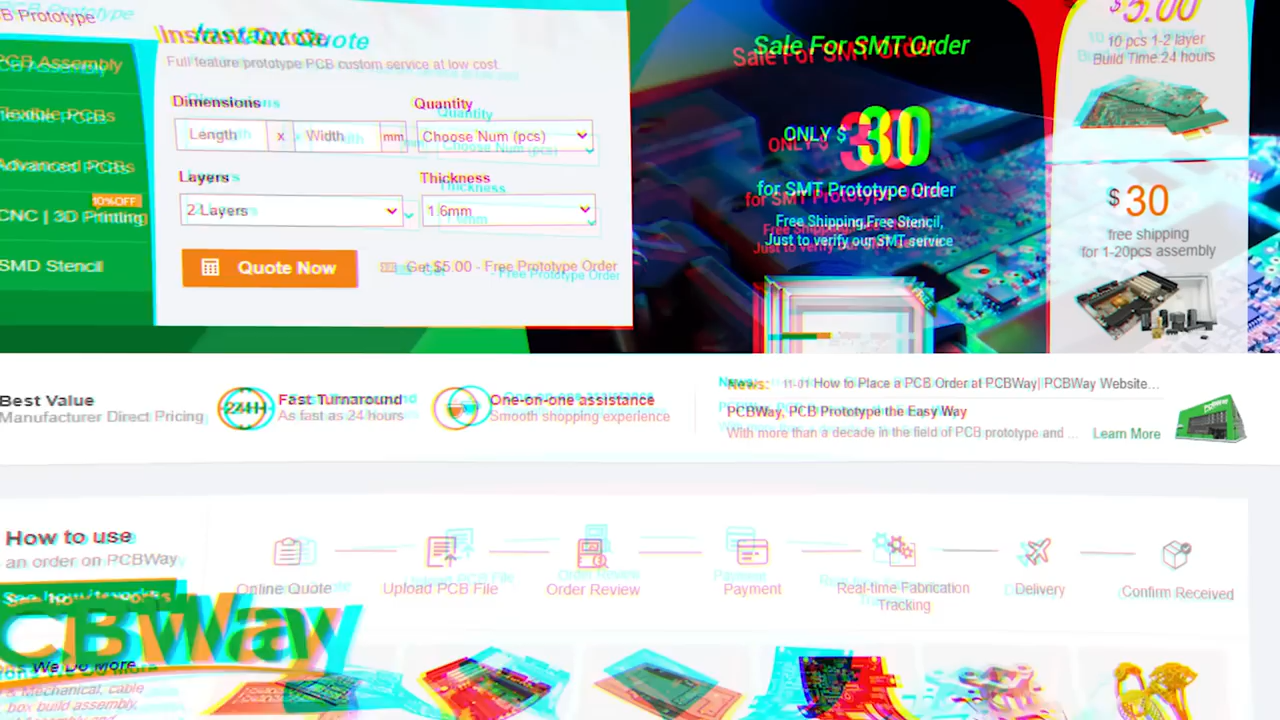 PCB Prototype
PCB Assembly
Flexible PCBs
Advanced PCBs
10%OFF
CNC | 3D Printing
SMD Stencil
Instant Quote
Full feature prototype PCB custom service at low cost.
Dimensions
Quantity
Length
x
Width
mm
Choose Num (pcs)
Layers
Thickness
2 Layers
1.6mm
Quote Now
Get $5.00 - Free Prototype Order
Sale For SMT Order
ONLY $ 30
for SMT Prototype Order
Free Shipping,Free Stencil,
Just to verify our SMT service
FREE
$5.00
10 pcs 1-2 layer
Build Time 24 hours
$ 30
free shipping
for 1-20pcs assembly
Best Value
Manufacturer Direct Pricing
24H
Fast Turnaround
As fast as 24 hours
One-on-one assistance
Smooth shopping experience
News: 11-01 How to Place a PCB Order at PCBWay| PCBWay Website...
PCBWay, PCB Prototype the Easy Way
With more than a decade in the field of PCB prototype and ...
Learn More
How to use
an order on PCBWay
See how it works
Online Quote
Upload PCB File
Order Review
Payment
Real-time Fabrication
Tracking
Delivery
Confirm Received
PCBWay
We Do More
& Mechanical, cable
box build assembly,